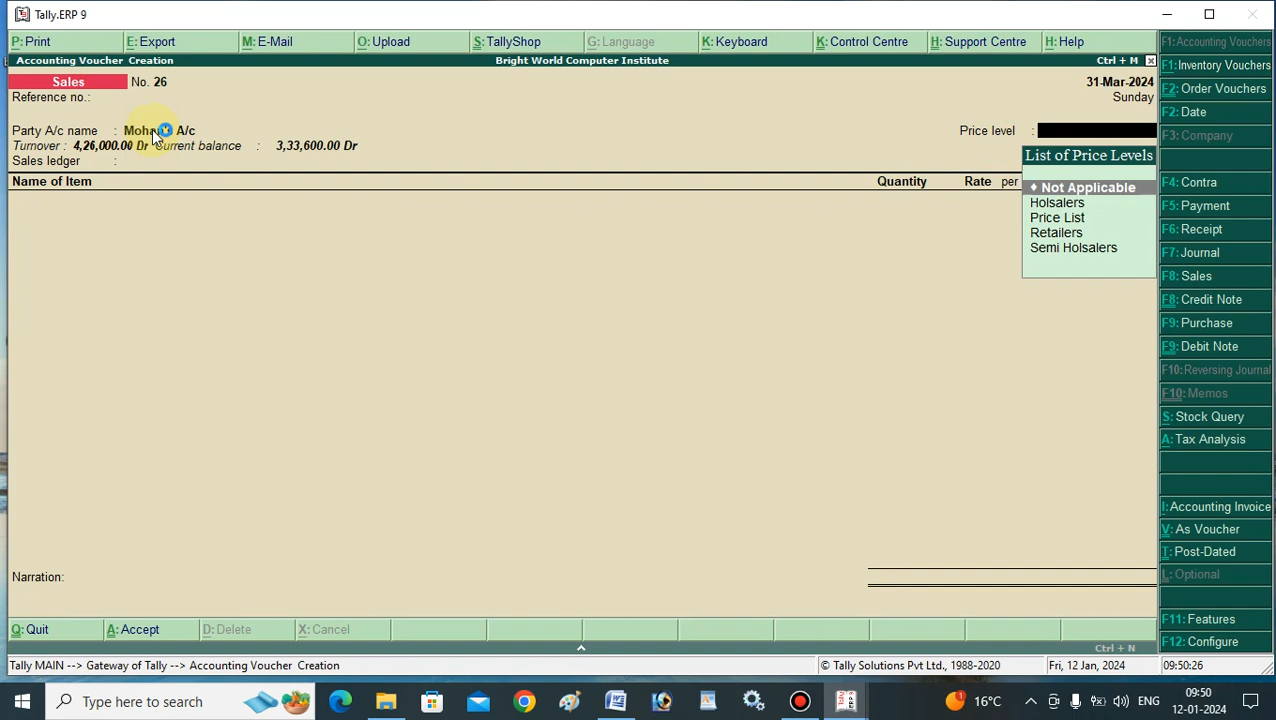 Tally.ERP 9
P: Print E: Export M: E-Mail O: Upload S: TallyShop G: Language K: Keyboard K: Control Centre H: Support Centre H: Help
Accounting Voucher Creation Bright World Computer Institute Ctrl + M
Sales No. 26 31-Mar-2024
Reference no.: Sunday
Party A/c name : A/c Price level :
Turnover : 4,26,000.00 Dr Current balance : 3,33,600.00 Dr
Sales ledger :
Name of Item Quantity Rate per
List of Price Levels
♦ Not Applicable
Holsalers
Price List
Retailers
Semi Holsalers
Narration:
Q: Quit A: Accept D: Delete X: Cancel
Ctrl + N
Tally MAIN --> Gateway of Tally --> Accounting Voucher Creation © Tally Solutions Pvt Ltd., 1988-2020 Fri, 12 Jan, 2024 09:50:26
F1: Accounting Vouchers
F1: Inventory Vouchers
F2: Order Vouchers
F2: Date
F3: Company
F4: Contra
F5: Payment
F6: Receipt
F7: Journal
F8: Sales
F8: Credit Note
F9: Purchase
F9: Debit Note
F10: Reversing Journal
F10: Memos
S: Stock Query
A: Tax Analysis
I: Accounting Invoice
V: As Voucher
T: Post-Dated
L: Optional
F11: Features
F12: Configure
Type here to search 1 16°C ENG 09:50
12-01-2024